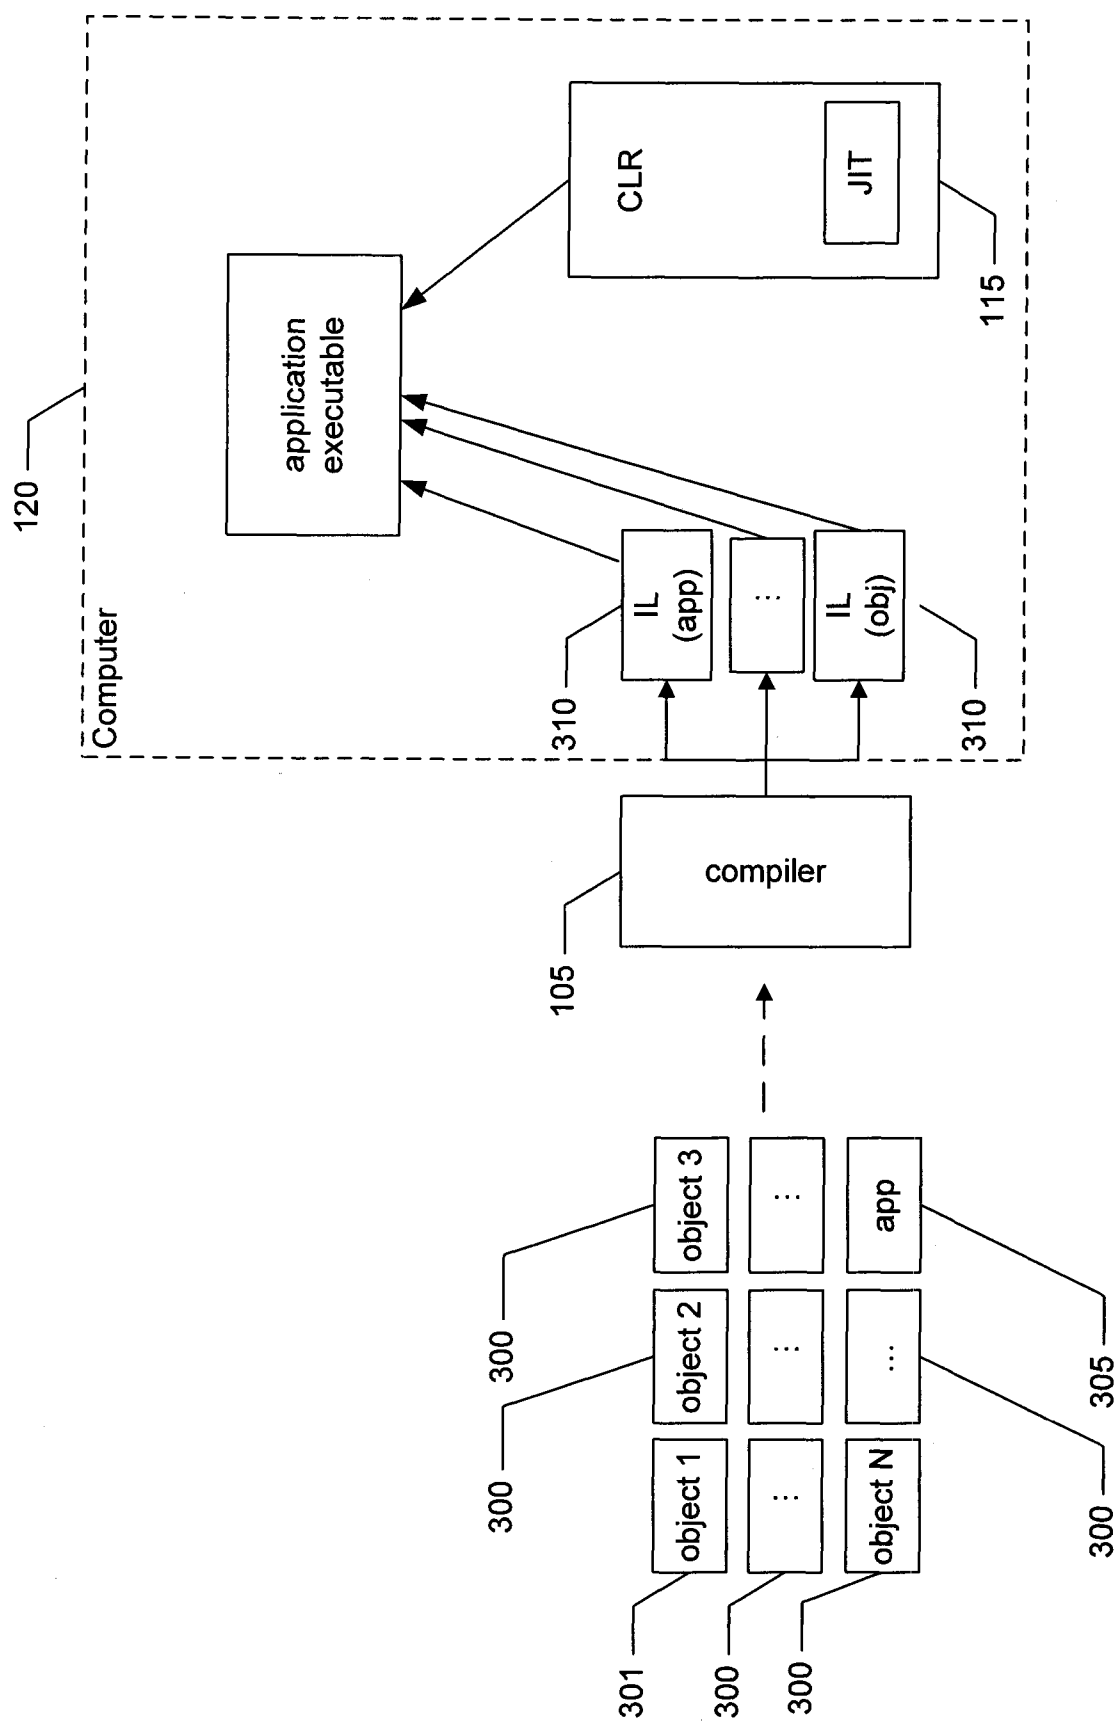 301
300
300
object 1
...
object N
300
object 2
...
...
300
300
object 3
...
app
305
105
compiler
120
Computer
310
IL
(app)
...
IL
(obj)
310
application
executable
CLR
JIT
115